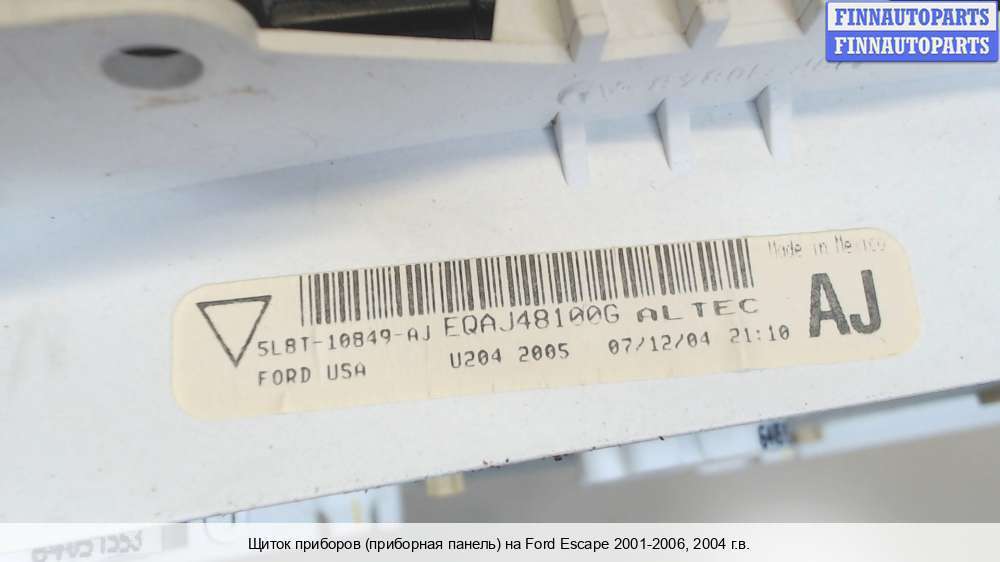 FINNAUTOPARTS
FINNAUTOPARTS
Made in Mexico
5L8T-10849-AJ EQAJ48100G ALTEC AJ
FORD USA U204 2005 07/12/04 21:10
Щиток приборов (приборная панель) на Ford Escape 2001-2006, 2004 г.в.